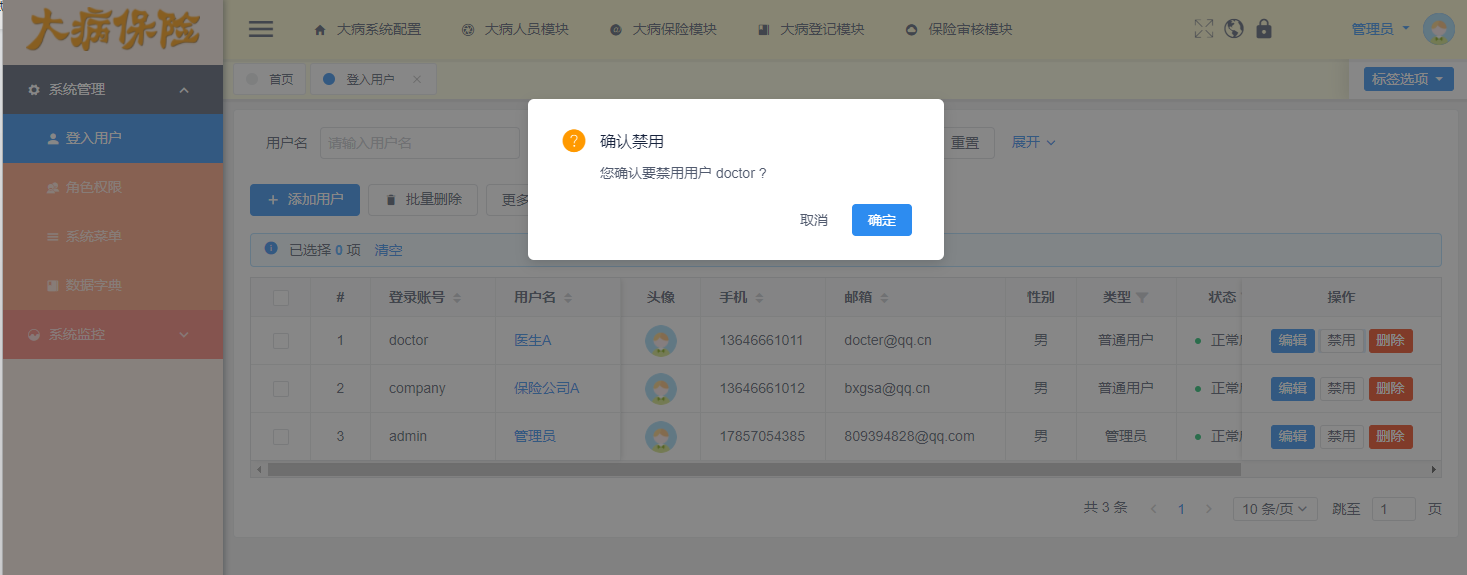 大病保险
大病系统配置
大病人员模块
大病保险模块
大病登记模块
保险审核模块
管理员
系统管理
登入用户
角色权限
系统菜单
数据字典
系统监控
首页
登入用户
标签选项
用户名
请输入用户名
重置
展开
添加用户
批量删除
更多
确认禁用
您确认要禁用用户 doctor ?
取消
确定
已选择 0 项 清空
# 登录账号 用户名 头像 手机 邮箱 性别 类型 状态 操作
1 doctor 医生A 13646661011 docter@qq.cn 男 普通用户 正常 编辑 禁用 删除
2 company 保险公司A 13646661012 bxgsa@qq.cn 男 普通用户 正常 编辑 禁用 删除
3 admin 管理员 17857054385 809394828@qq.com 男 管理员 正常 编辑 禁用 删除
共 3 条 1 10 条/页 跳至 1 页